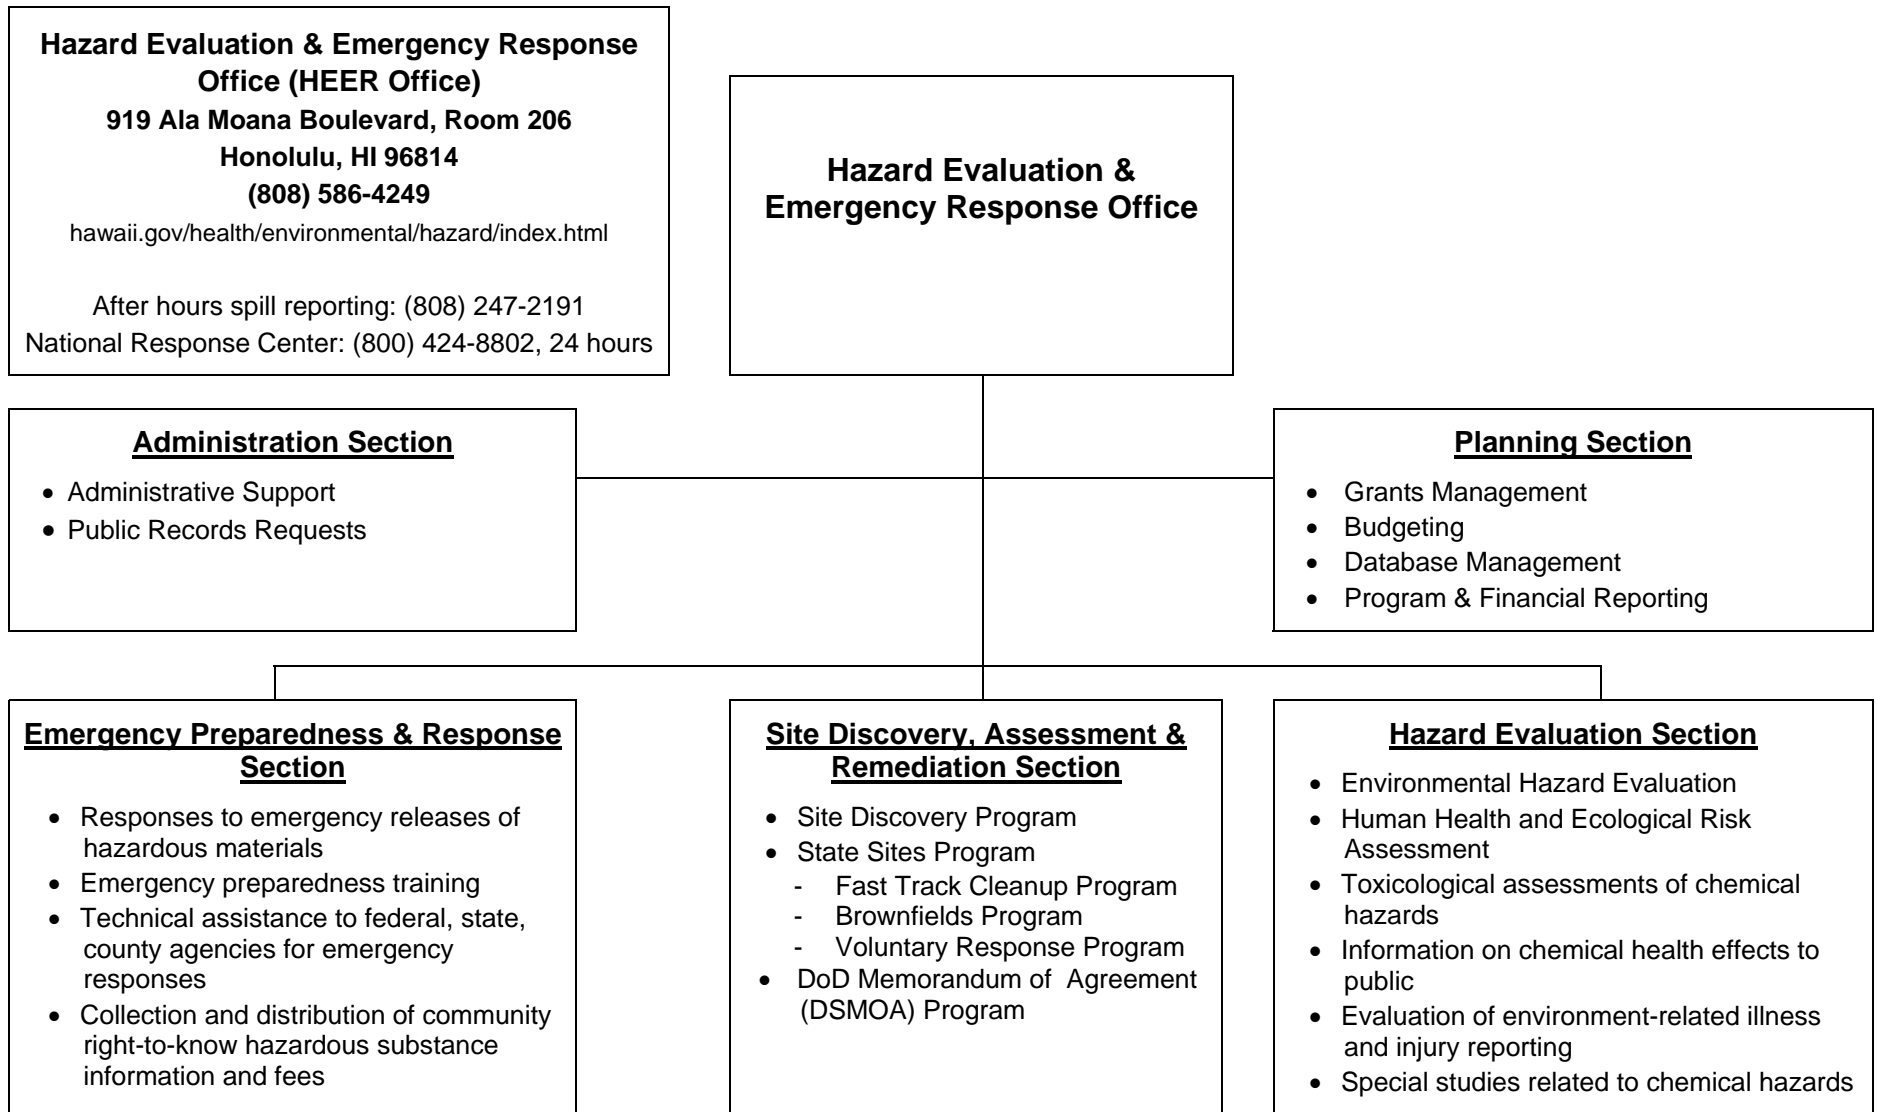 Hazard Evaluation & Emergency Response
Office (HEER Office)
919 Ala Moana Boulevard, Room 206
Honolulu, HI 96814
(808) 586-4249
hawaii.gov/health/environmental/hazard/index.html
After hours spill reporting: (808) 247-2191
National Response Center: (800) 424-8802, 24 hours
Hazard Evaluation &
Emergency Response Office
Administration Section
• Administrative Support
• Public Records Requests
Planning Section
• Grants Management
• Budgeting
• Database Management
• Program & Financial Reporting
Emergency Preparedness & Response
Section
• Responses to emergency releases of
hazardous materials
• Emergency preparedness training
• Technical assistance to federal, state,
county agencies for emergency
responses
• Collection and distribution of community
right-to-know hazardous substance
information and fees
Site Discovery, Assessment &
Remediation Section
• Site Discovery Program
• State Sites Program
- Fast Track Cleanup Program
- Brownfields Program
- Voluntary Response Program
• DoD Memorandum of Agreement
(DSMOA) Program
Hazard Evaluation Section
• Environmental Hazard Evaluation
• Human Health and Ecological Risk
Assessment
• Toxicological assessments of chemical
hazards
• Information on chemical health effects to
public
• Evaluation of environment-related illness
and injury reporting
• Special studies related to chemical hazards